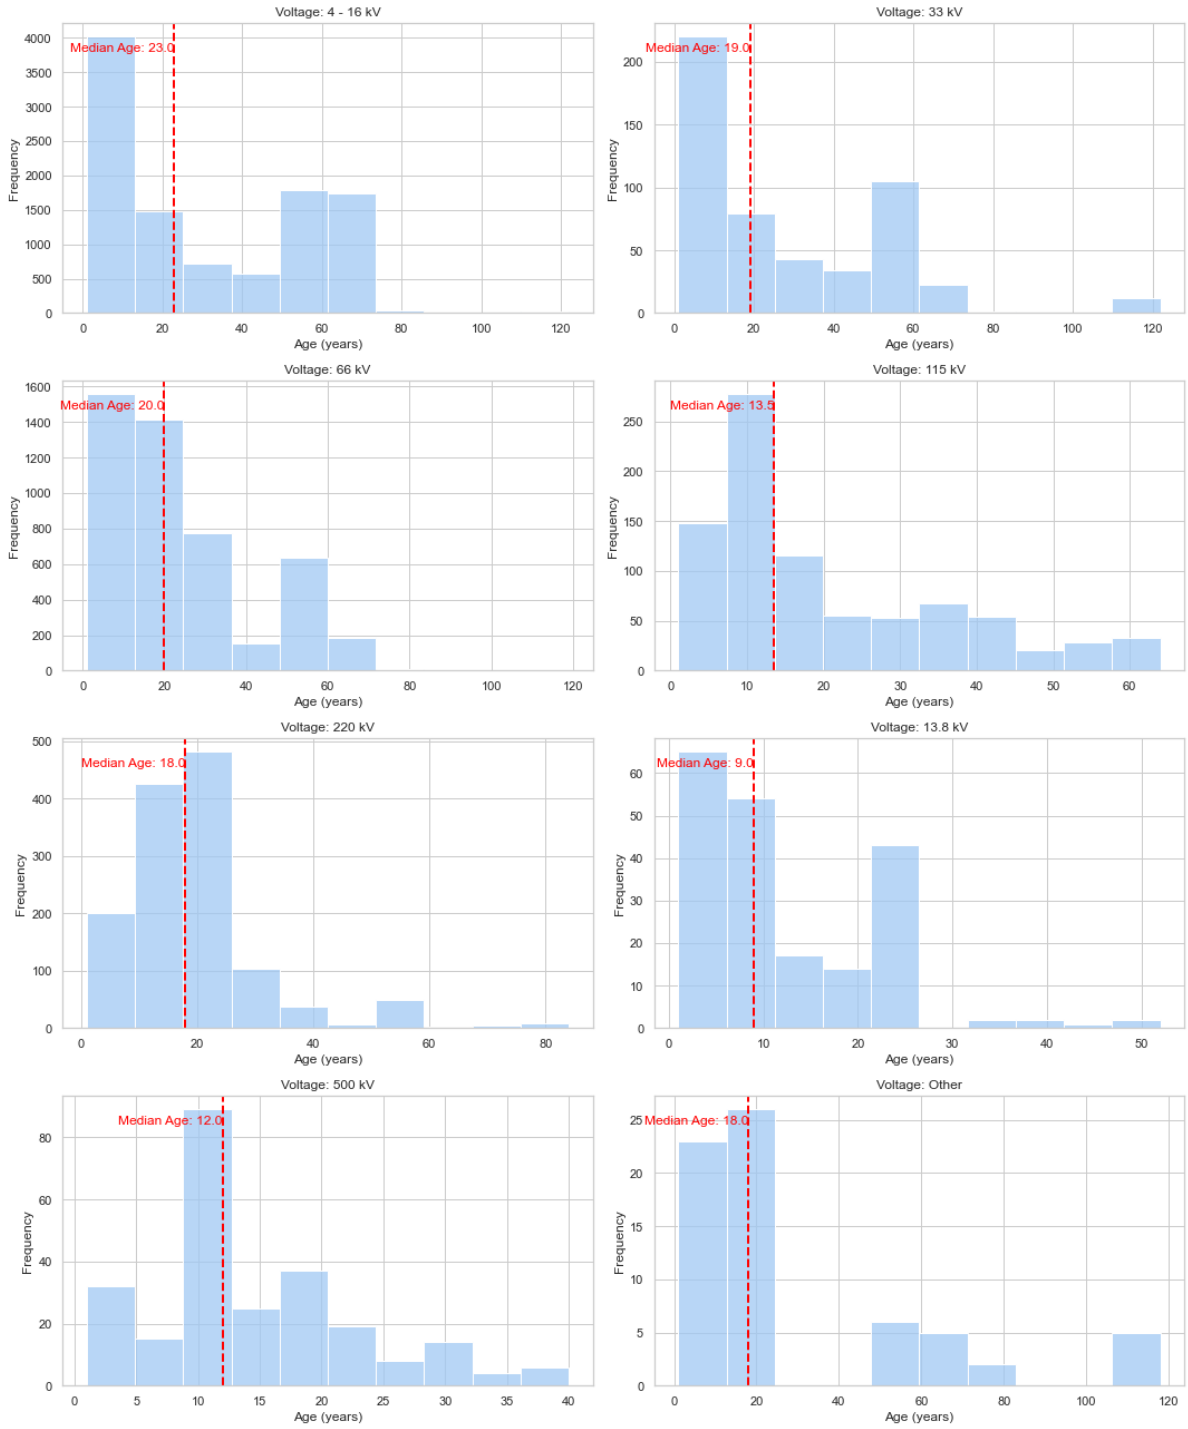 Voltage: 4 - 16 kV
Median Age: 23.0
Frequency
4000
3500
3000
2500
2000
1500
1000
500
0
0 20 40 60 80 100 120
Age (years)
Voltage: 33 kV
Median Age: 19.0
Frequency
200
150
100
50
0
0 20 40 60 80 100 120
Age (years)
Voltage: 66 kV
Median Age: 20.0
Frequency
1600
1400
1200
1000
800
600
400
200
0
0 20 40 60 80 100 120
Age (years)
Voltage: 115 kV
Median Age: 13.5
Frequency
250
200
150
100
50
0
0 10 20 30 40 50 60
Age (years)
Voltage: 220 kV
Median Age: 18.0
Frequency
500
400
300
200
100
0
0 20 40 60 80
Age (years)
Voltage: 13.8 kV
Median Age: 9.0
Frequency
60
50
40
30
20
10
0
0 10 20 30 40 50
Age (years)
Voltage: 500 kV
Median Age: 12.0
Frequency
80
60
40
20
0
0 5 10 15 20 25 30 35 40
Age (years)
Voltage: Other
Median Age: 18.0
Frequency
25
20
15
10
5
0
0 20 40 60 80 100 120
Age (years)